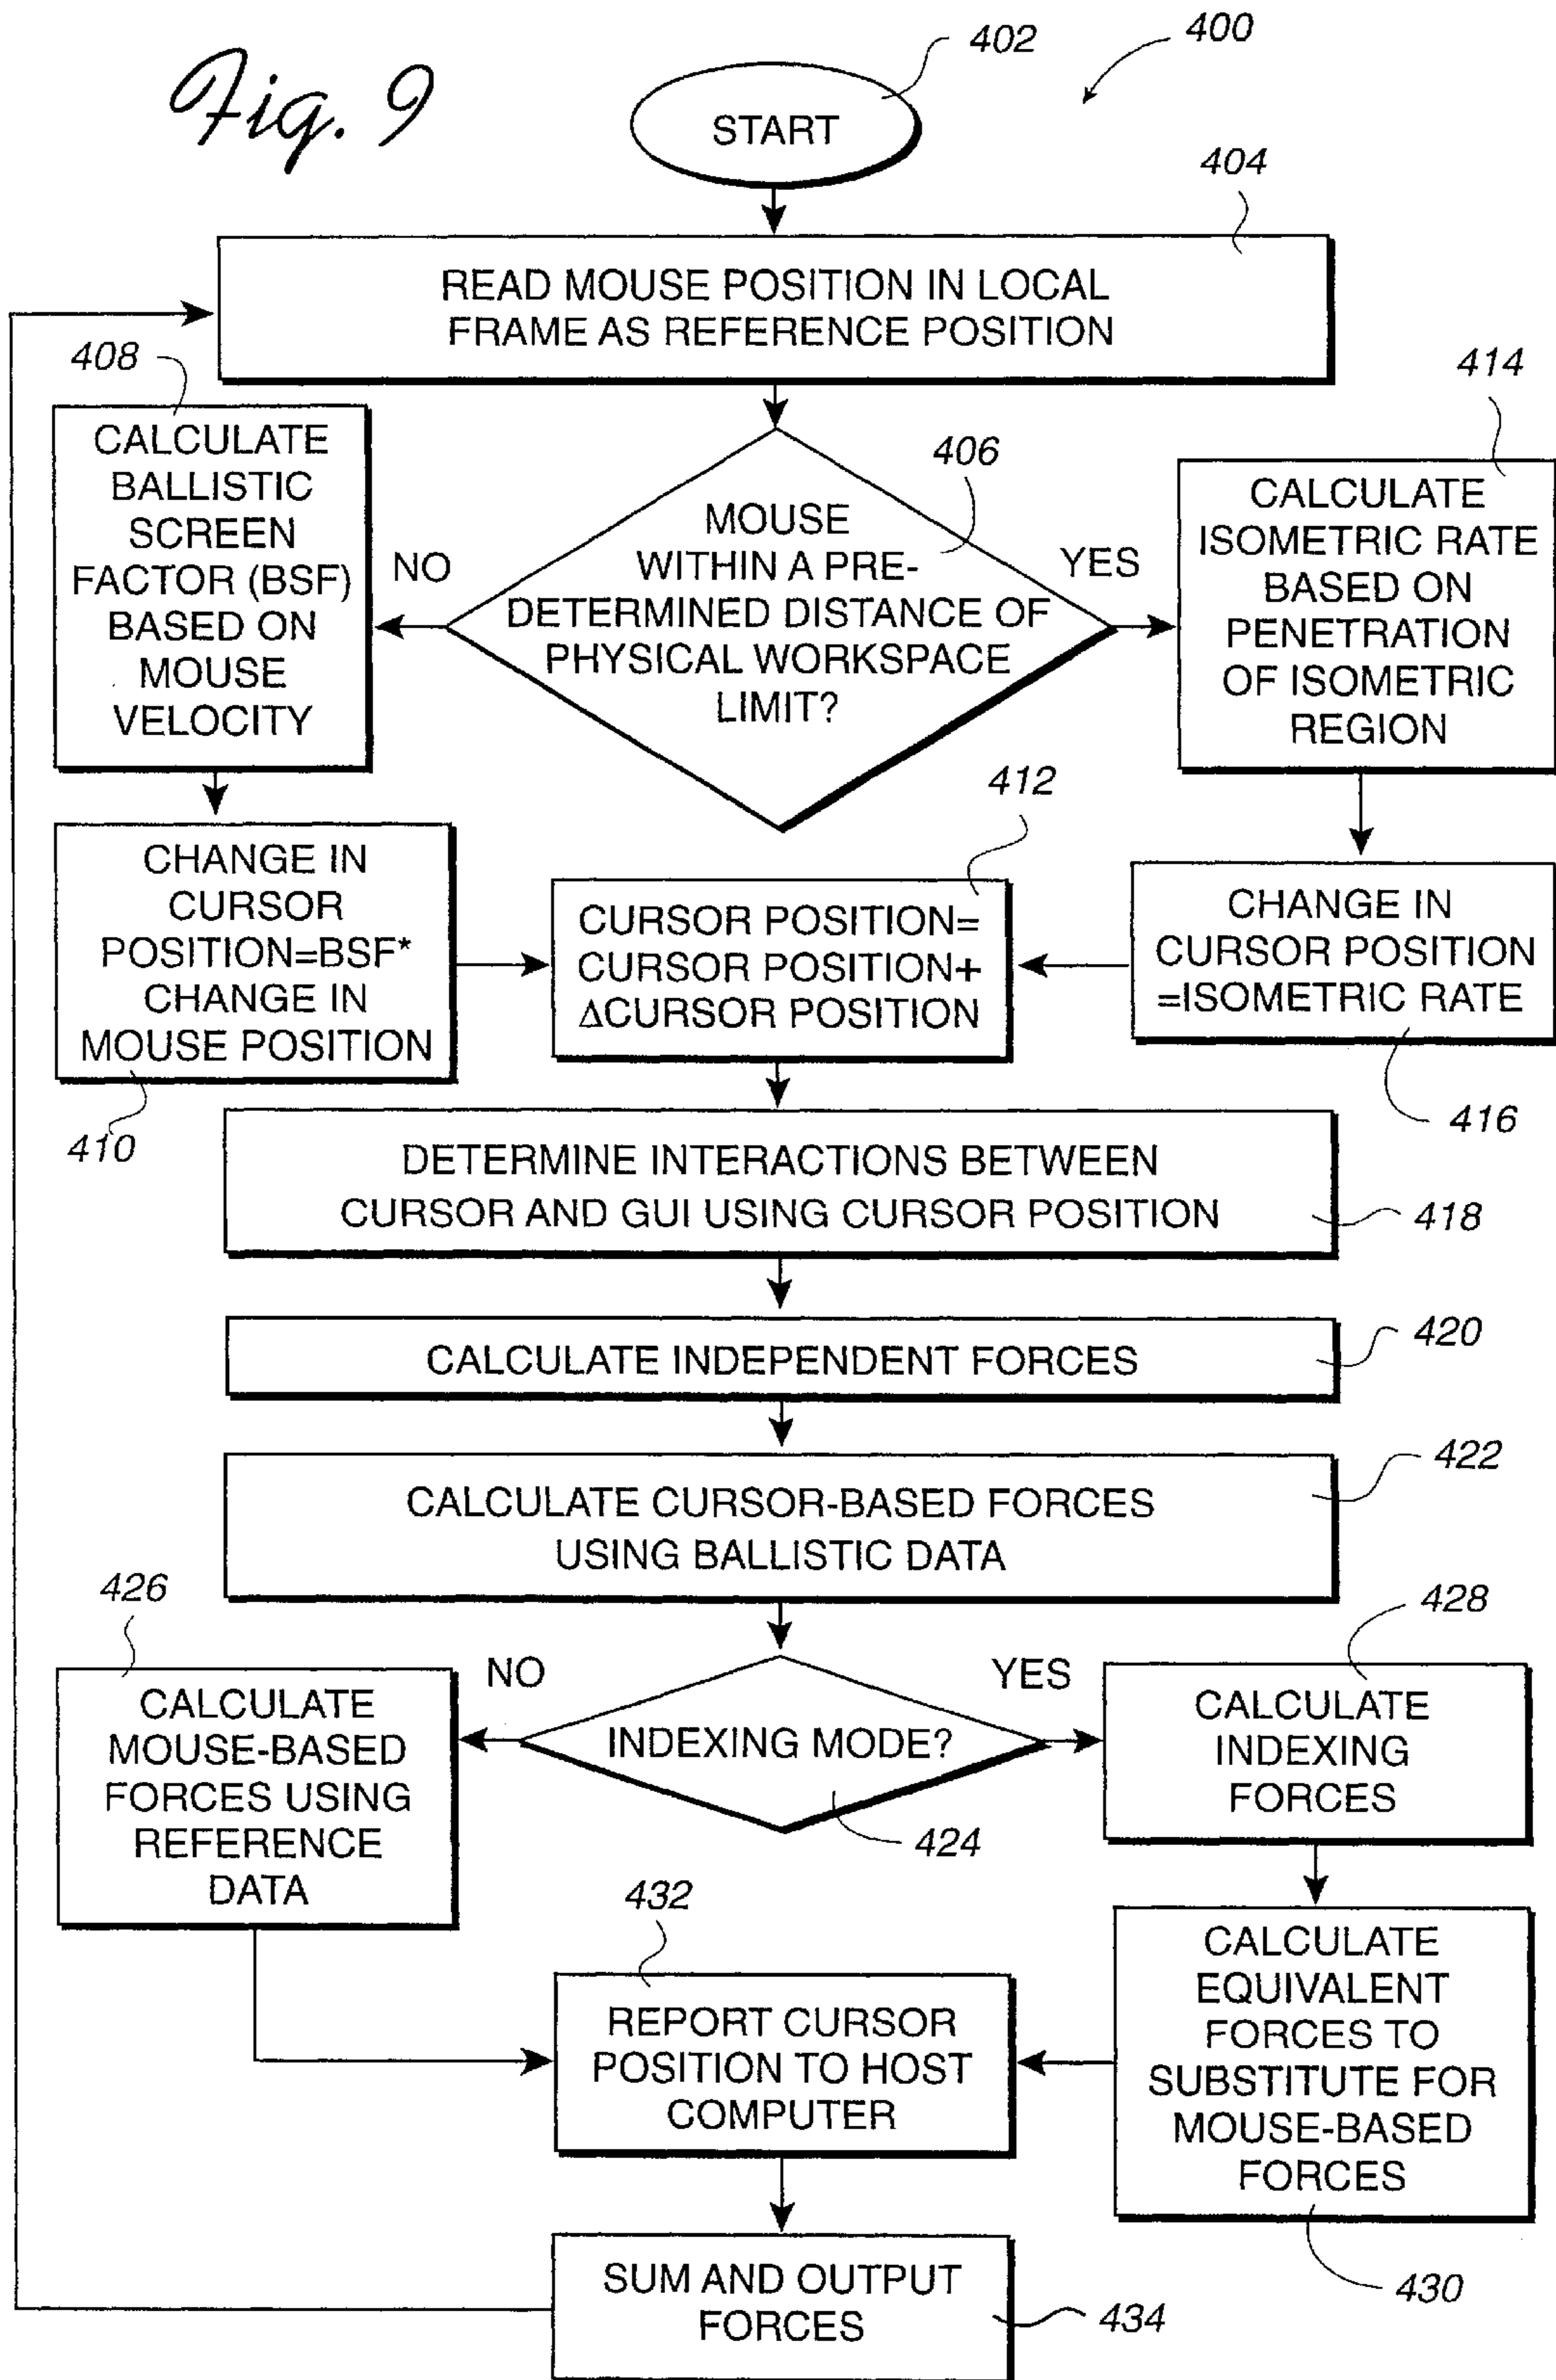 Fig. 9
402
400
START
404
READ MOUSE POSITION IN LOCAL
FRAME AS REFERENCE POSITION
408
CALCULATE
BALLISTIC
SCREEN
FACTOR (BSF)
BASED ON
MOUSE
VELOCITY
NO
406
MOUSE
WITHIN A PRE-
DETERMINED DISTANCE OF
PHYSICAL WORKSPACE
LIMIT?
YES
414
CALCULATE
ISOMETRIC RATE
BASED ON
PENETRATION
OF ISOMETRIC
REGION
CHANGE IN
CURSOR
POSITION=BSF*
CHANGE IN
MOUSE POSITION
410
412
CURSOR POSITION=
CURSOR POSITION+
ΔCURSOR POSITION
CHANGE IN
CURSOR POSITION
=ISOMETRIC RATE
416
DETERMINE INTERACTIONS BETWEEN
CURSOR AND GUI USING CURSOR POSITION
418
CALCULATE INDEPENDENT FORCES
420
CALCULATE CURSOR-BASED FORCES
USING BALLISTIC DATA
422
426
CALCULATE
MOUSE-BASED
FORCES USING
REFERENCE
DATA
NO
INDEXING MODE?
424
YES
428
CALCULATE
INDEXING
FORCES
432
REPORT CURSOR
POSITION TO HOST
COMPUTER
CALCULATE
EQUIVALENT
FORCES TO
SUBSTITUTE FOR
MOUSE-BASED
FORCES
430
SUM AND OUTPUT
FORCES
434